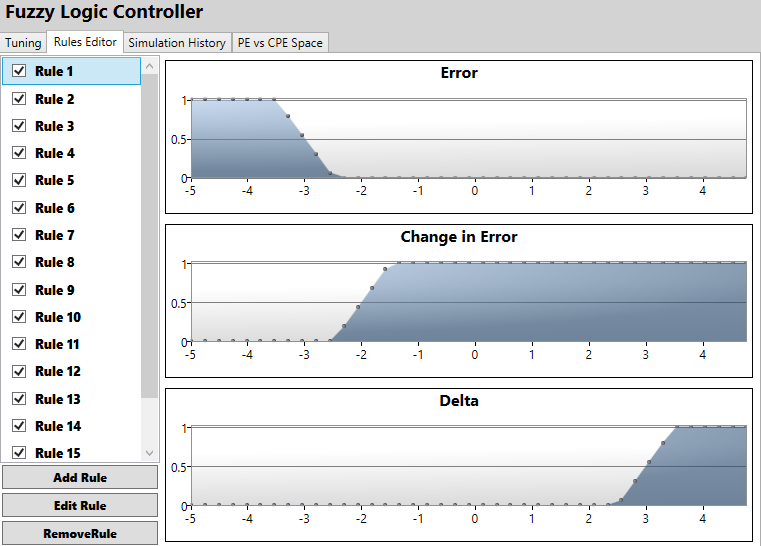 Fuzzy Logic Controller
Tuning Rules Editor Simulation History PE vs CPE Space
Rule 1
Rule 2
Rule 3
Rule 4
Rule 5
Rule 6
Rule 7
Rule 8
Rule 9
Rule 10
Rule 11
Rule 12
Rule 13
Rule 14
Rule 15
Add Rule
Edit Rule
RemoveRule
Error
1
0.5
0
-5 -4 -3 -2 -1 0 1 2 3 4
Change in Error
1
0.5
0
-5 -4 -3 -2 -1 0 1 2 3 4
Delta
1
0.5
0
-5 -4 -3 -2 -1 0 1 2 3 4